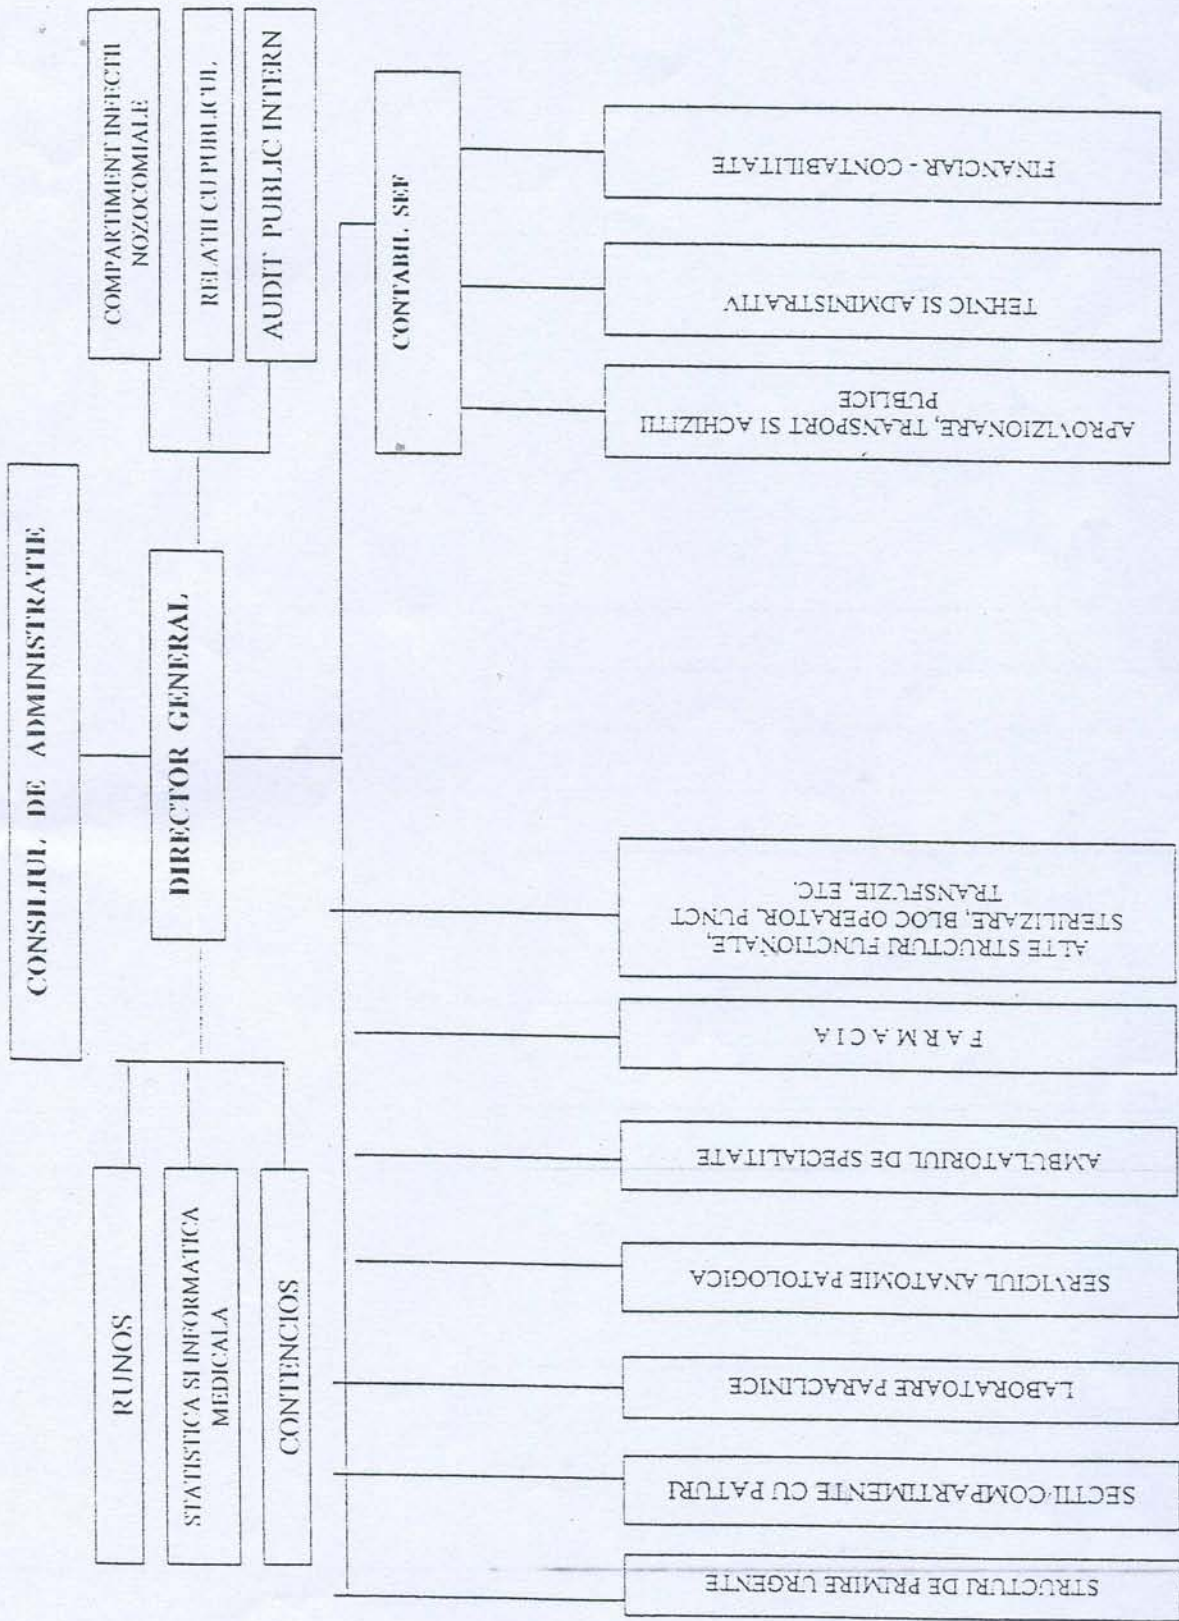 CONSILIUL DE ADMINISTRATIE
DIRECTOR GENERAL
RUNOS
STATISTICA SI INFORMATICA
MEDICALA
CONTENCIOS
COMPARTIMENT INFECTII
NOZOCOMIALE
RELATII CU PUBLICUL
AUDIT PUBLIC INTERN
CONTABIL SEF
STRUCTURI DE PRIMIRE URGENTE
SECTII-COMPARTIMENTE CU PATURI
LABORATOARE PARACLINICE
SERVICIUL ANATOMIE PATOLOGICA
AMBULATORIUL DE SPECIALITATE
F A R M A C I A
ALTE STRUCTURI FUNCTIONALE,
STERILIZARE, BLOC OPERATOR, PUNCT
TRANSFUZIE, ETC.
APROVIZIONARE, TRANSPORT SI ACHIZITII
PUBLICE
TEHNIC SI ADMINISTRATIV
FINANCIAR - CONTABILITATE